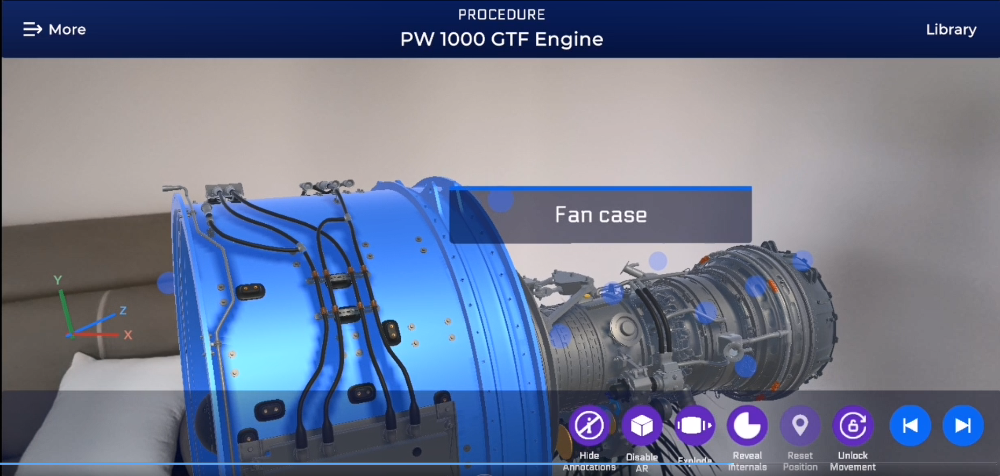 PROCEDURE
More
PW 1000 GTF Engine
Library
Fan case
Y
Z
X
Hide
Annotations
Disable
AR
Explode
Reveal
Internals
Reset
Position
Unlock
Movement